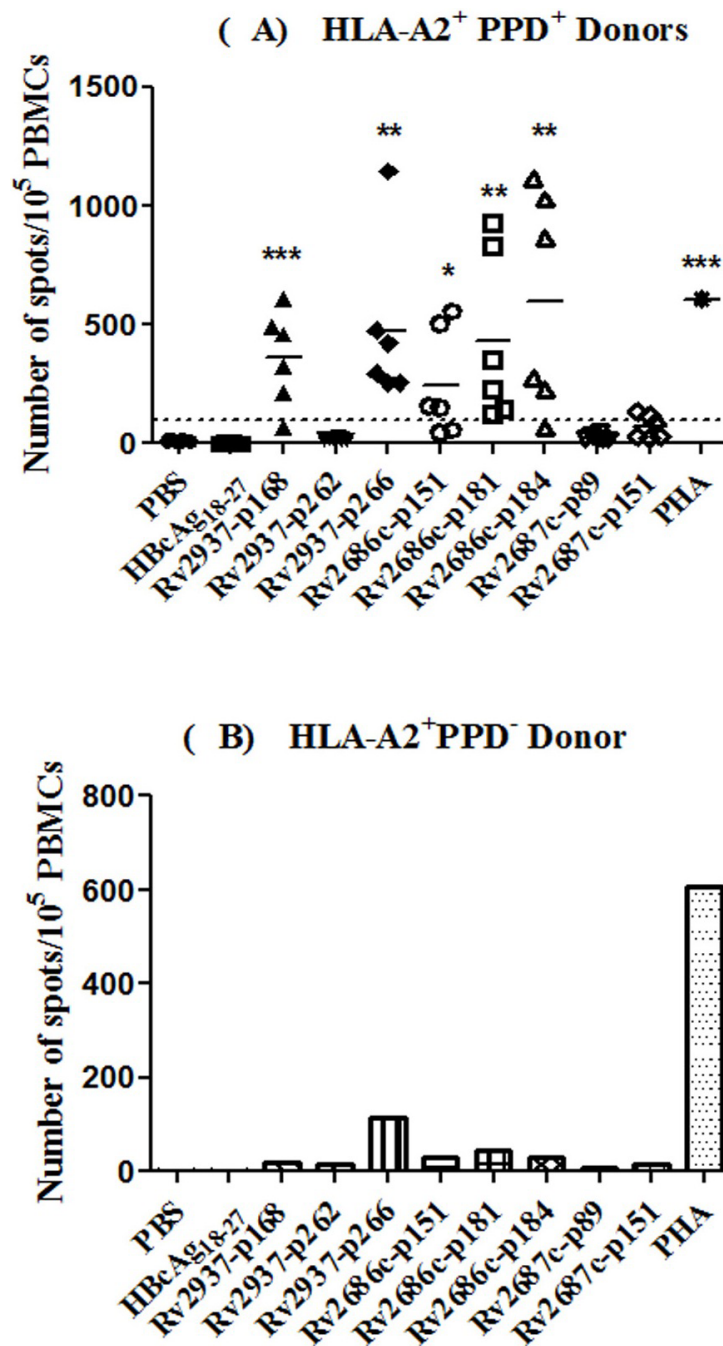 ( A) HLA-A2+ PPD+ Donors
Number of spots/105 PBMCs
1500
1000
500
0
***
**
*
**
**
***
PBS
HBcAg18-27
Rv2937-p168
Rv2937-p262
Rv2937-p266
Rv2686c-p151
Rv2686c-p181
Rv2686c-p184
Rv2687c-p89
Rv2687c-p151
PHA
( B) HLA-A2+PPD- Donor
Number of spots/105 PBMCs
800
600
400
200
0
PBS
HBcAg18-27
Rv2937-p168
Rv2937-p262
Rv2937-p266
Rv2686c-p151
Rv2686c-p181
Rv2686c-p184
Rv2687c-p89
Rv2687c-p151
PHA